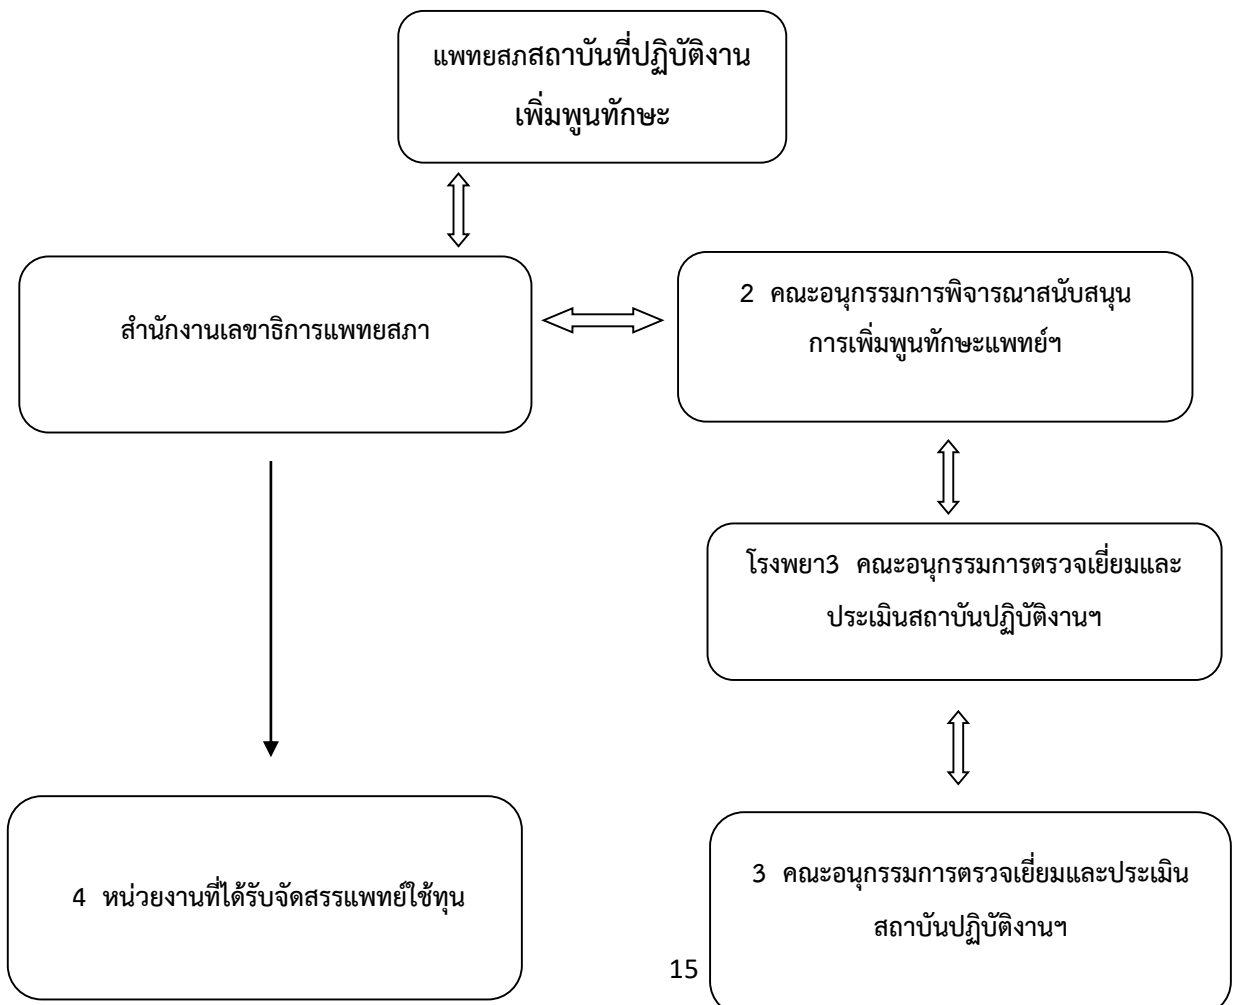 แพทยสภสถาบันที่ปฏิบัติงาน
เพิ่มพูนทักษะ
สำนักงานเลขาธิการแพทยสภา
2 คณะอนุกรรมการพิจารณาสนับสนุน
การเพิ่มพูนทักษะแพทย์ฯ
โรงพยา3 คณะอนุกรรมการตรวจเยี่ยมและ
ประเมินสถาบันปฏิบัติงานฯ
4 หน่วยงานที่ได้รับจัดสรรแพทย์ใช้ทุน
3 คณะอนุกรรมการตรวจเยี่ยมและประเมิน
สถาบันปฏิบัติงานฯ
15